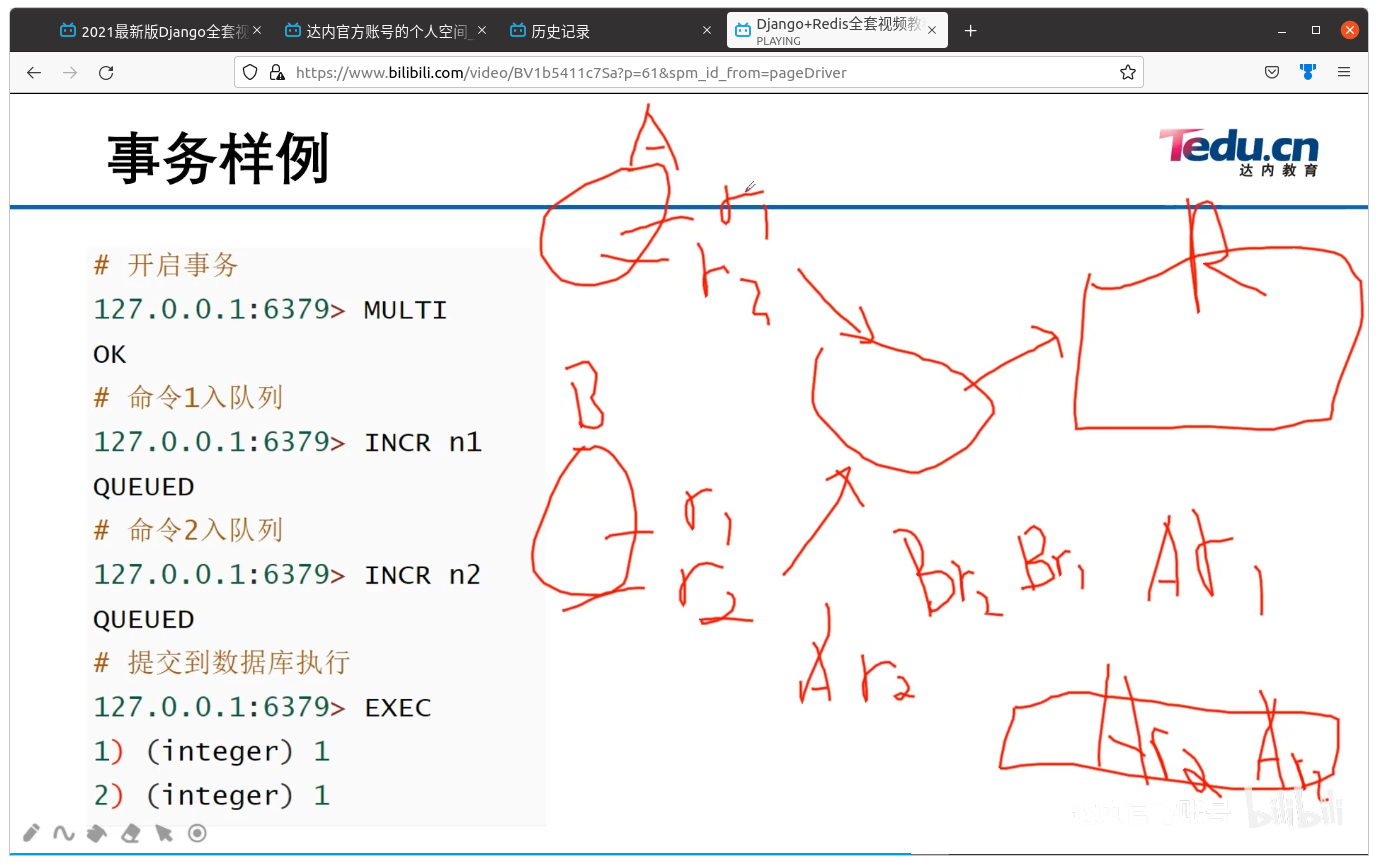 2021最新版Django全套视
达内官方账号的个人空间_
历史记录
Django+Redis全套视频教
PLAYING
https://www.bilibili.com/video/BV1b5411c7Sa?p=61&spm_id_from=pageDriver
事务样例
Tedu.cn
达内教育
# 开启事务
127.0.0.1:6379> MULTI
OK
# 命令1入队列
127.0.0.1:6379> INCR n1
QUEUED
# 命令2入队列
127.0.0.1:6379> INCR n2
QUEUED
# 提交到数据库执行
127.0.0.1:6379> EXEC
1) (integer) 1
2) (integer) 1
A
r1
r2
R
B
r1
r2
Br2 Br1 Ar1
Ar2
Ar2
达内官方账号 bilibili